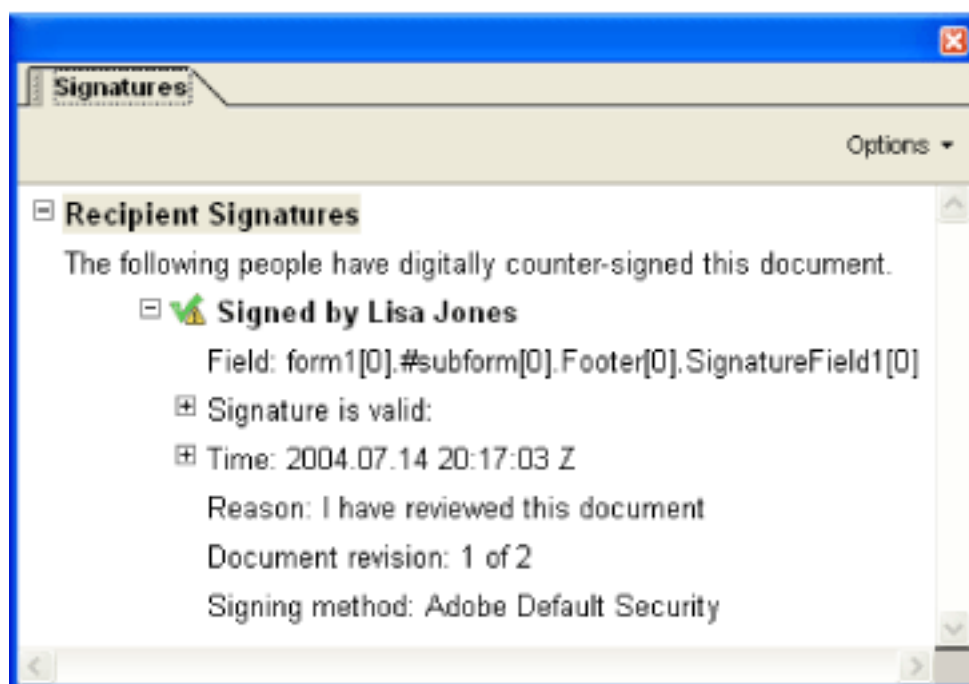 Signatures
Options
Recipient Signatures
The following people have digitally counter-signed this document.
Signed by Lisa Jones
Field: form1[0].#subform[0].Footer[0].SignatureField1[0]
Signature is valid:
Time: 2004.07.14 20:17:03 Z
Reason: I have reviewed this document
Document revision: 1 of 2
Signing method: Adobe Default Security